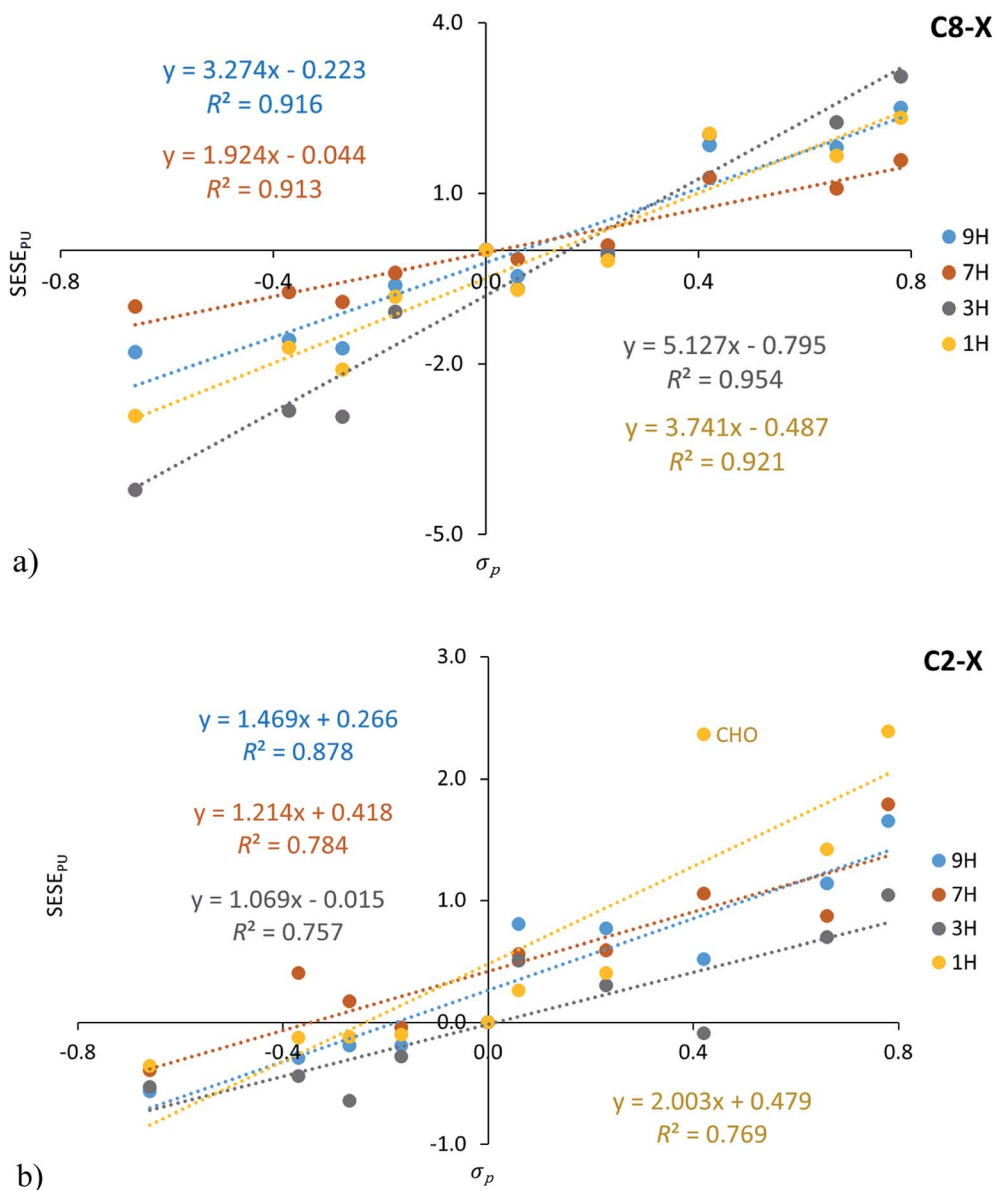 4.0
C8-X
y = 3.274x - 0.223
R² = 0.916
y = 1.924x - 0.044
R² = 0.913
1.0
SESE_PU
-0.8
-0.4
0.0
0.4
0.8
9H
7H
3H
1H
-2.0
y = 5.127x - 0.795
R² = 0.954
y = 3.741x - 0.487
R² = 0.921
-5.0
a)
σ_p
3.0
C2-X
y = 1.469x + 0.266
R² = 0.878
CHO
2.0
y = 1.214x + 0.418
R² = 0.784
SESE_PU
y = 1.069x - 0.015
R² = 0.757
1.0
9H
7H
3H
1H
0.0
-0.8
-0.4
0.0
0.4
0.8
y = 2.003x + 0.479
R² = 0.769
-1.0
b)
σ_p